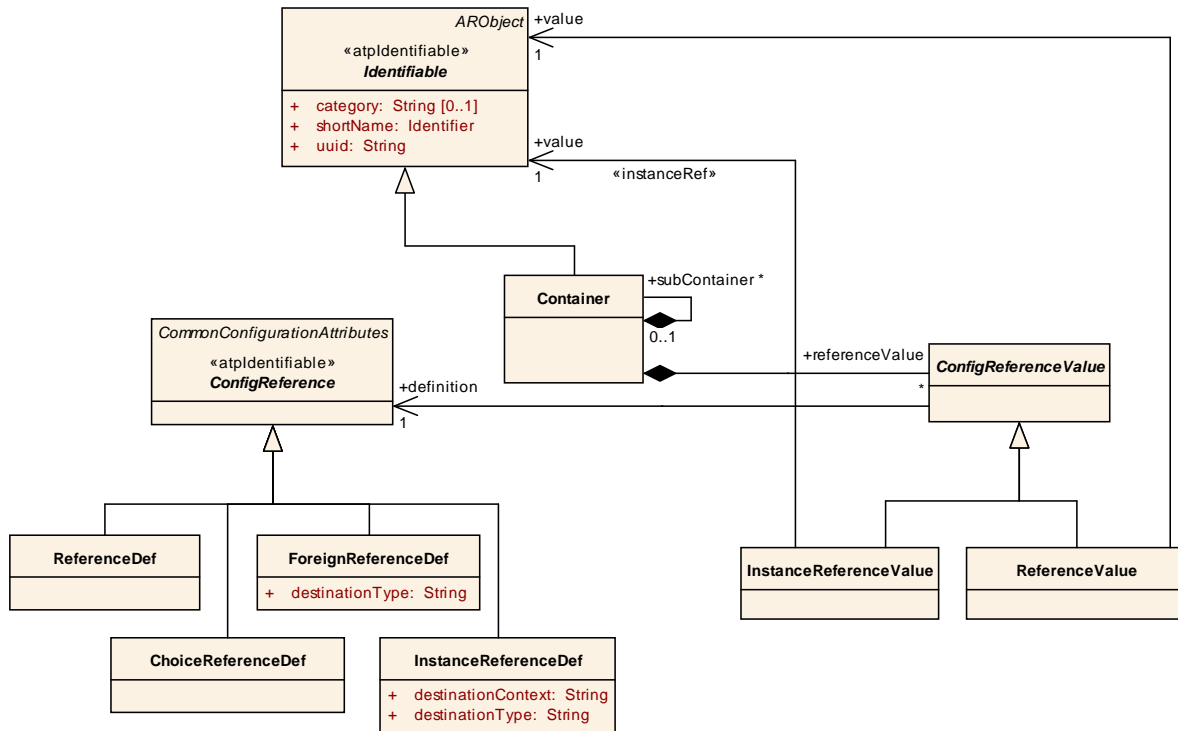 ARObject
«atpIdentifiable»
Identifiable
+ category: String [0..1]
+ shortName: Identifier
+ uuid: String
+value
1
+value
1
«instanceRef»
Container
+subContainer *
0..1
CommonConfigurationAttributes
«atpIdentifiable»
ConfigReference
+definition
1
+referenceValue
*
ConfigReferenceValue
ReferenceDef
ForeignReferenceDef
+ destinationType: String
InstanceReferenceValue
ReferenceValue
ChoiceReferenceDef
InstanceReferenceDef
+ destinationContext: String
+ destinationType: String